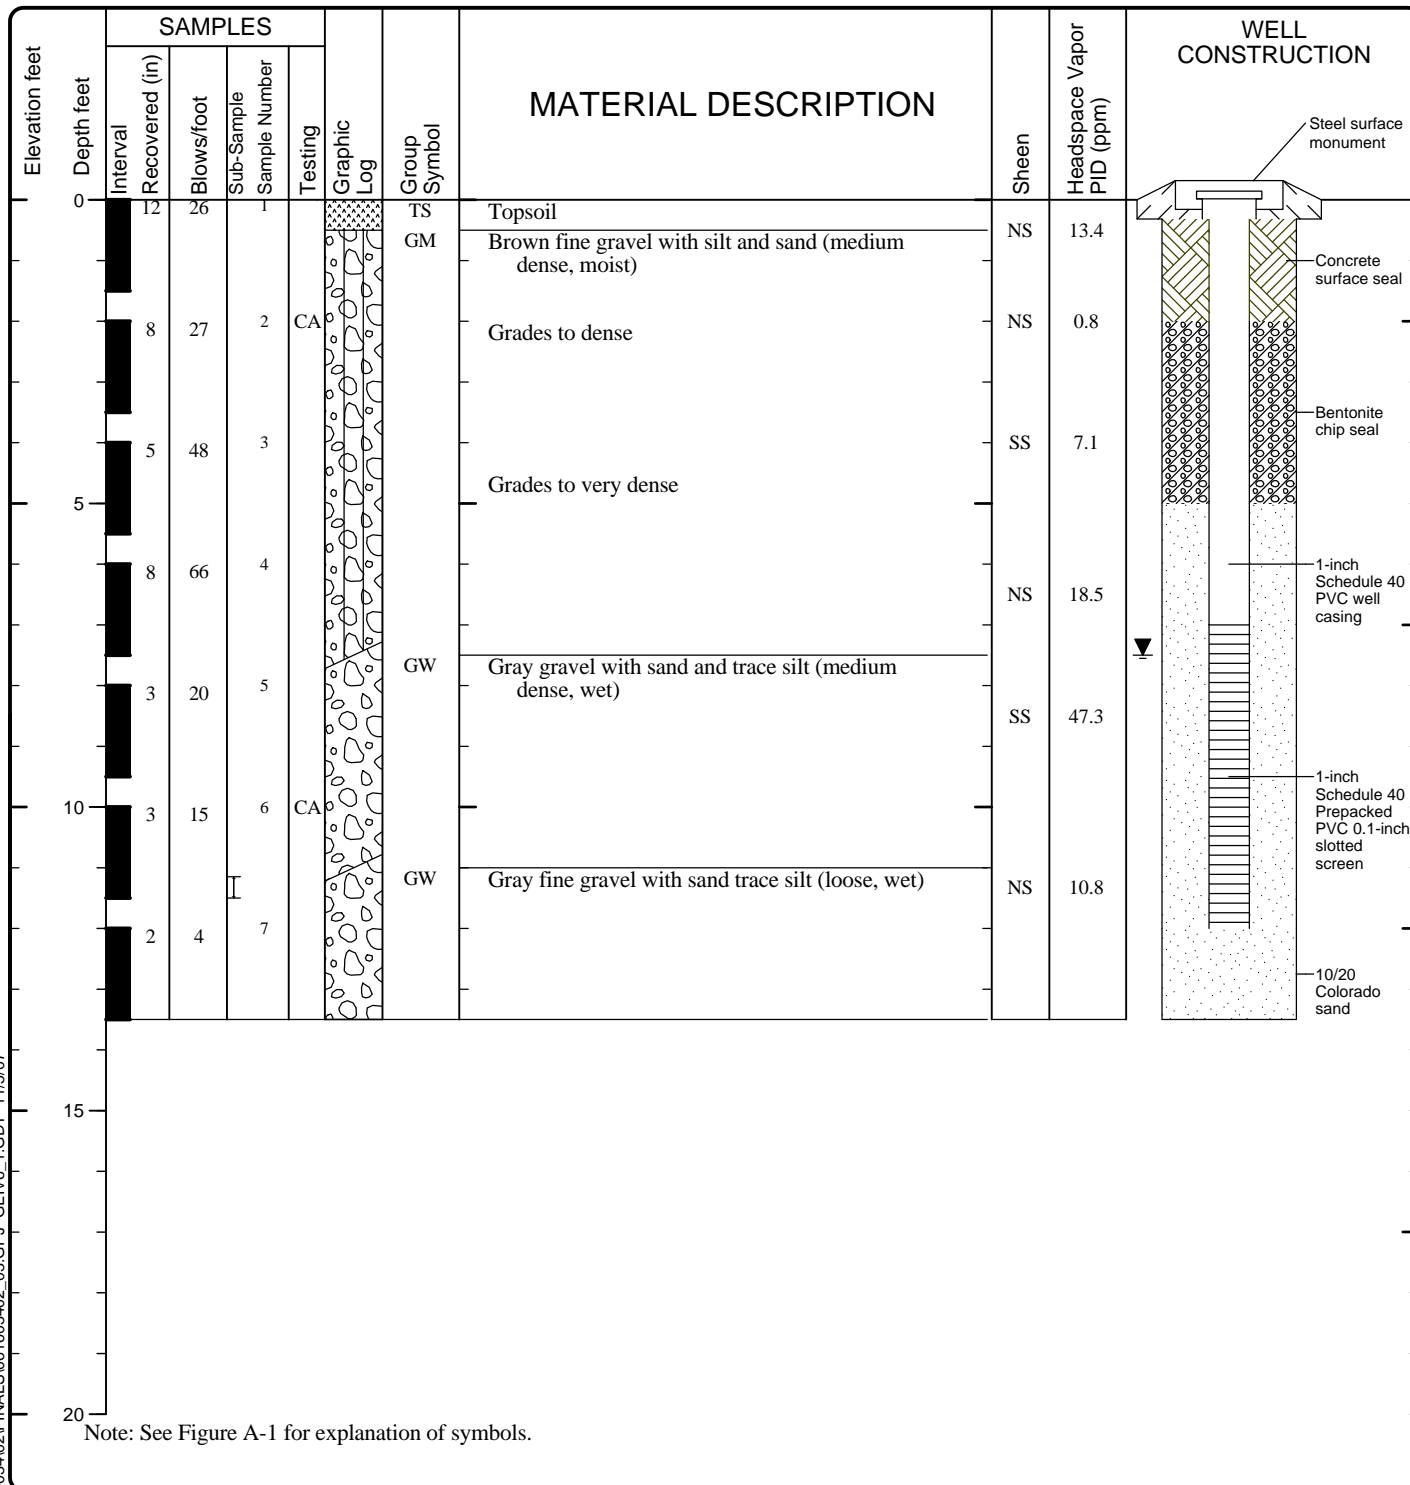 SAMPLES
Elevation feet
Depth feet
Interval
Recovered (in)
Blows/foot
Sub-Sample
Sample Number
Testing
Graphic
Log
Group
Symbol
MATERIAL DESCRIPTION
Sheen
Headspace Vapor
PID (ppm)
WELL
CONSTRUCTION
Steel surface
monument
0
12 26 1 TS Topsoil
NS 13.4
GM Brown fine gravel with silt and sand (medium
dense, moist)
Concrete
surface seal
8 27 2 CA Grades to dense NS 0.8
Bentonite
chip seal
5 48 3 SS 7.1
Grades to very dense
5
8 66 4 NS 18.5
1-inch
Schedule 40
PVC well
casing
GW Gray gravel with sand and trace silt (medium
dense, wet)
3 20 5 SS 47.3
1-inch
Schedule 40
Prepacked
PVC 0.1-inch
slotted
screen
10
3 15 6 CA
GW Gray fine gravel with sand trace silt (loose, wet) NS 10.8
2 4 7
10/20
Colorado
sand
15
20
Note: See Figure A-1 for explanation of symbols.